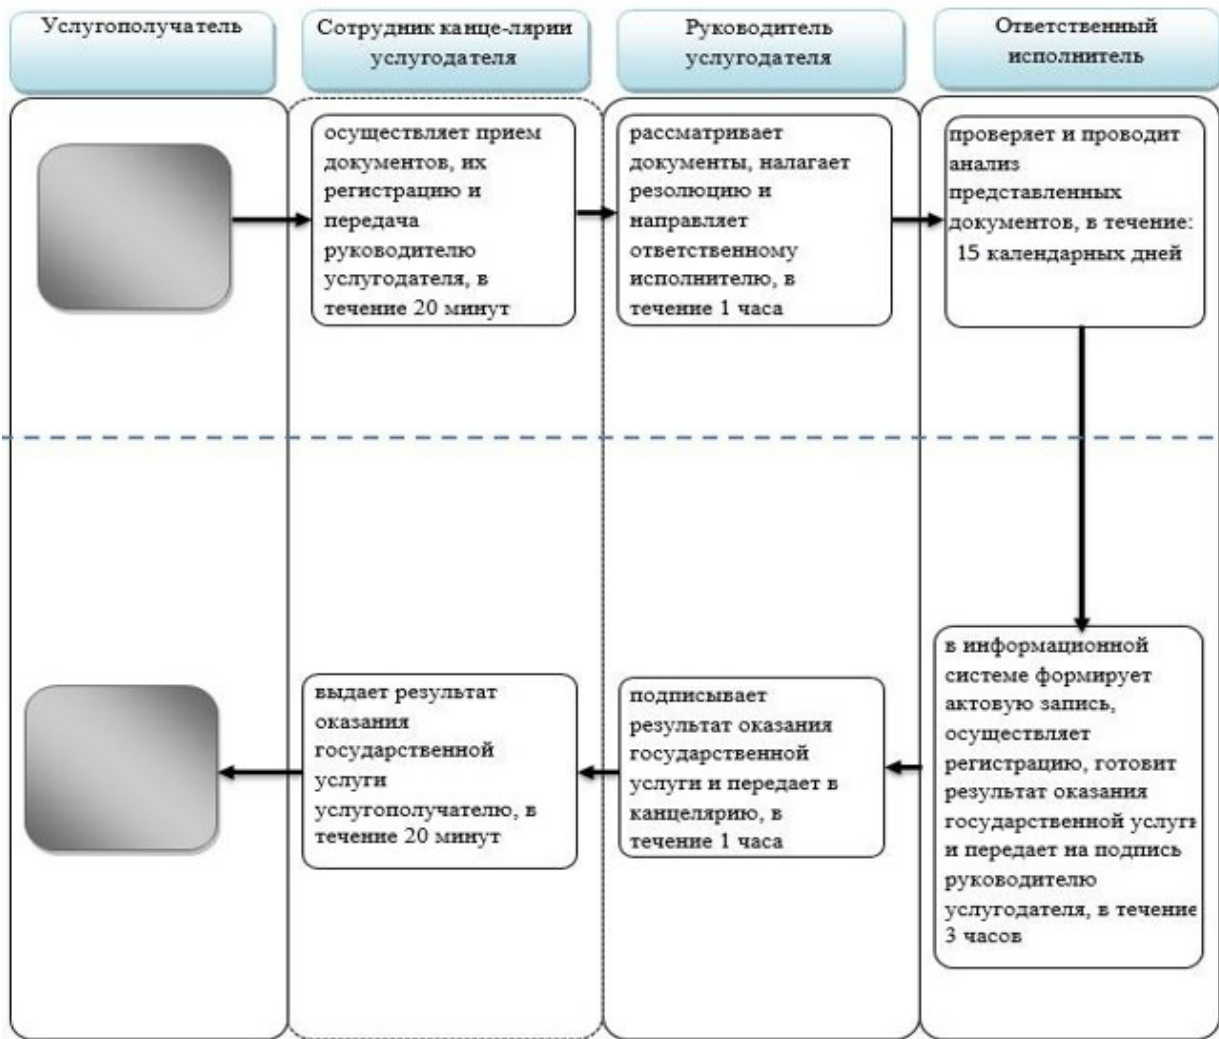 Услугополучатель
Сотрудник канце-лярии
услугодателя
Руководитель
услугодателя
Ответственный
исполнитель
осуществляет прием
документов, их
регистрацию и
передача
руководителю
услугодателя, в
течение 20 минут
рассматривает
документы, налагает
резолюцию и
направляет
ответственному
исполнителю, в
течение 1 часа
проверяет и проводит
анализ
представленных
документов, в течение:
15 календарных дней
выдает результат
оказания
государственной
услуги
услугополучателю, в
течение 20 минут
подписывает
результат оказания
государственной
услуги и передает в
канцелярию, в
течение 1 часа
в информационной
системе формирует
актовую запись,
осуществляет
регистрацию, готовит
результат оказания
государственной услуги
и передает на подпись
руководителю
услугодателя, в течение
3 часов